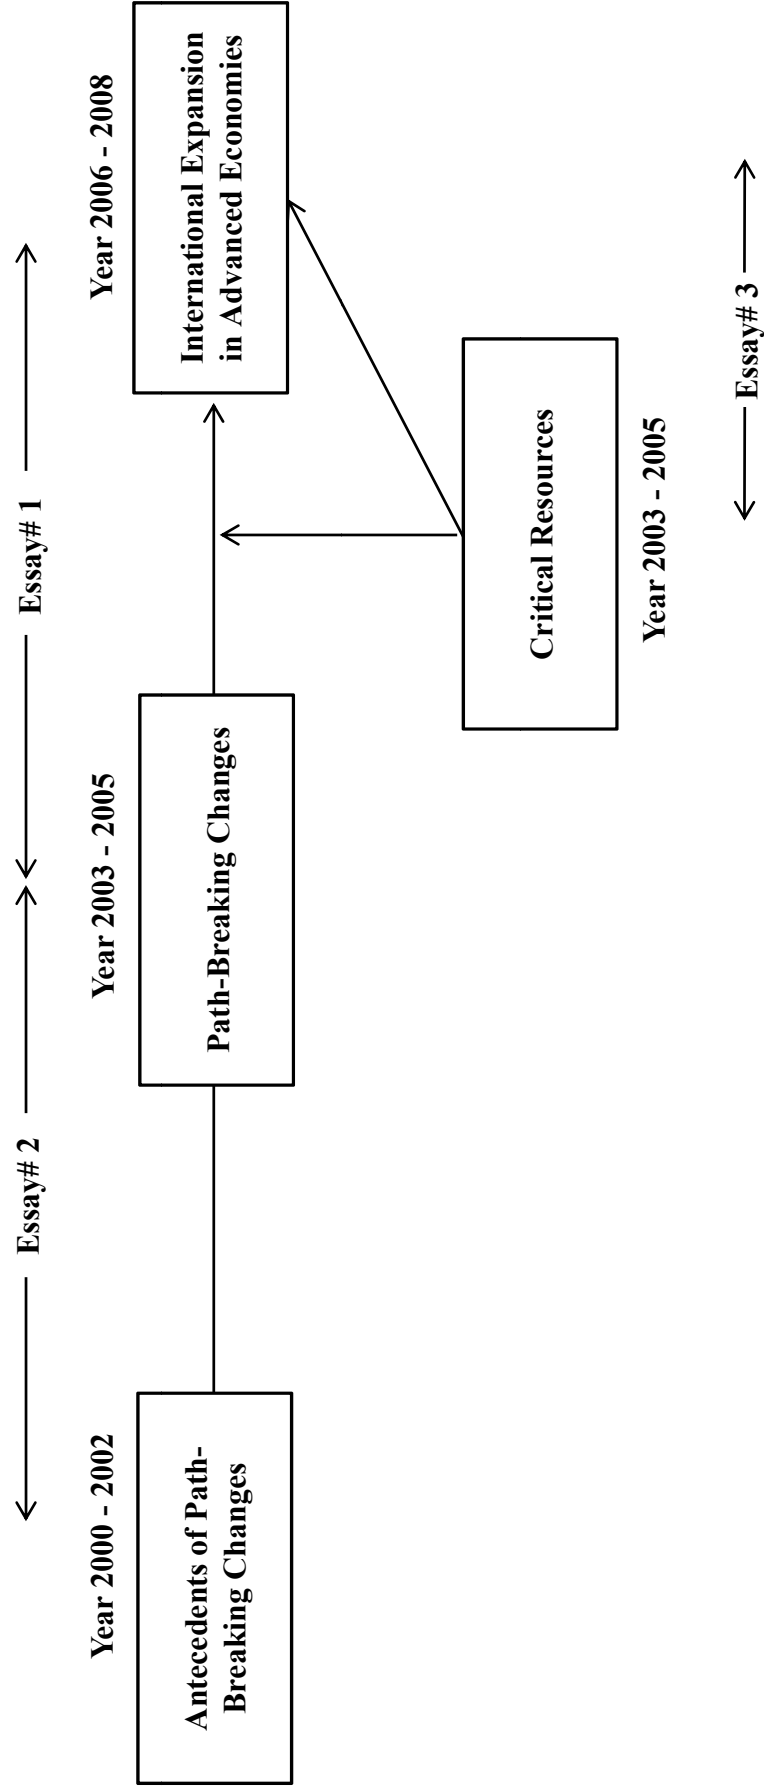 Essay# 2
Essay# 1
Year 2000 - 2002
Year 2003 - 2005
Year 2006 - 2008
Antecedents of Path-
Breaking Changes
Path-Breaking Changes
International Expansion
in Advanced Economies
Critical Resources
Year 2003 - 2005
Essay# 3